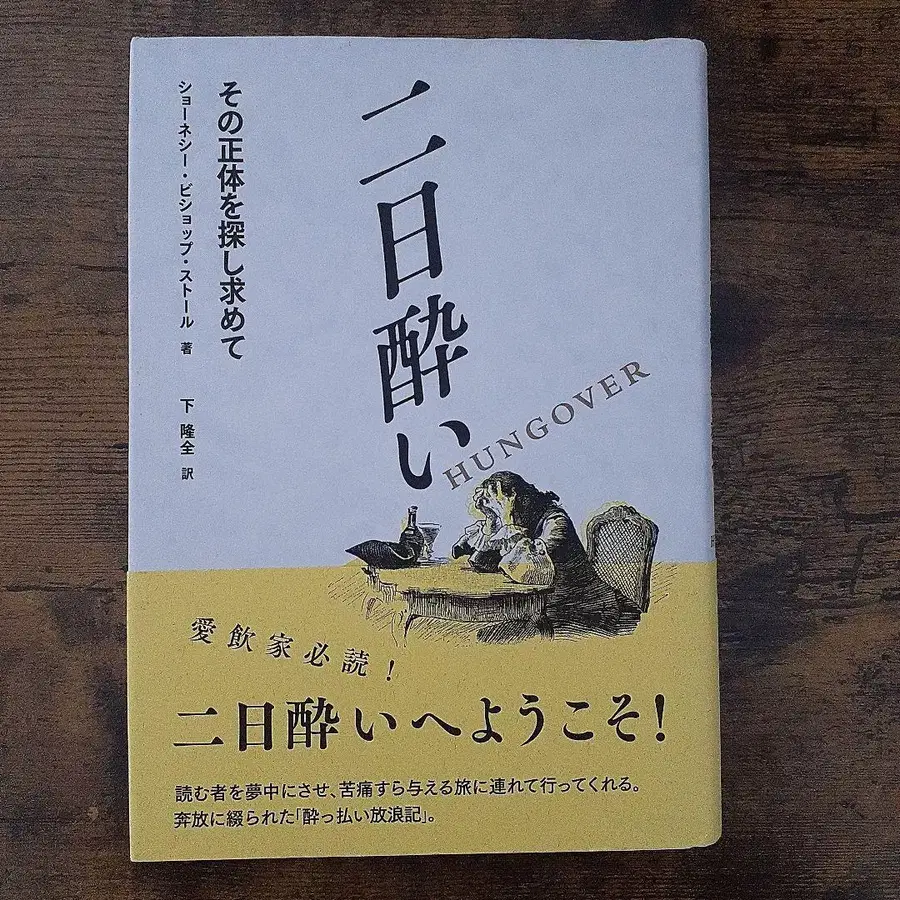 二日酔い
HUNGOVER
その正体を探し求めて
ショーネシー・ビショップ・ストール 著
下 隆全 訳
愛飲家必読！
二日酔いへようこそ！
読む者を夢中にさせ、苦痛すら与える旅に連れて行ってくれる。
奔放に綴られた「酔っ払い放浪記」。